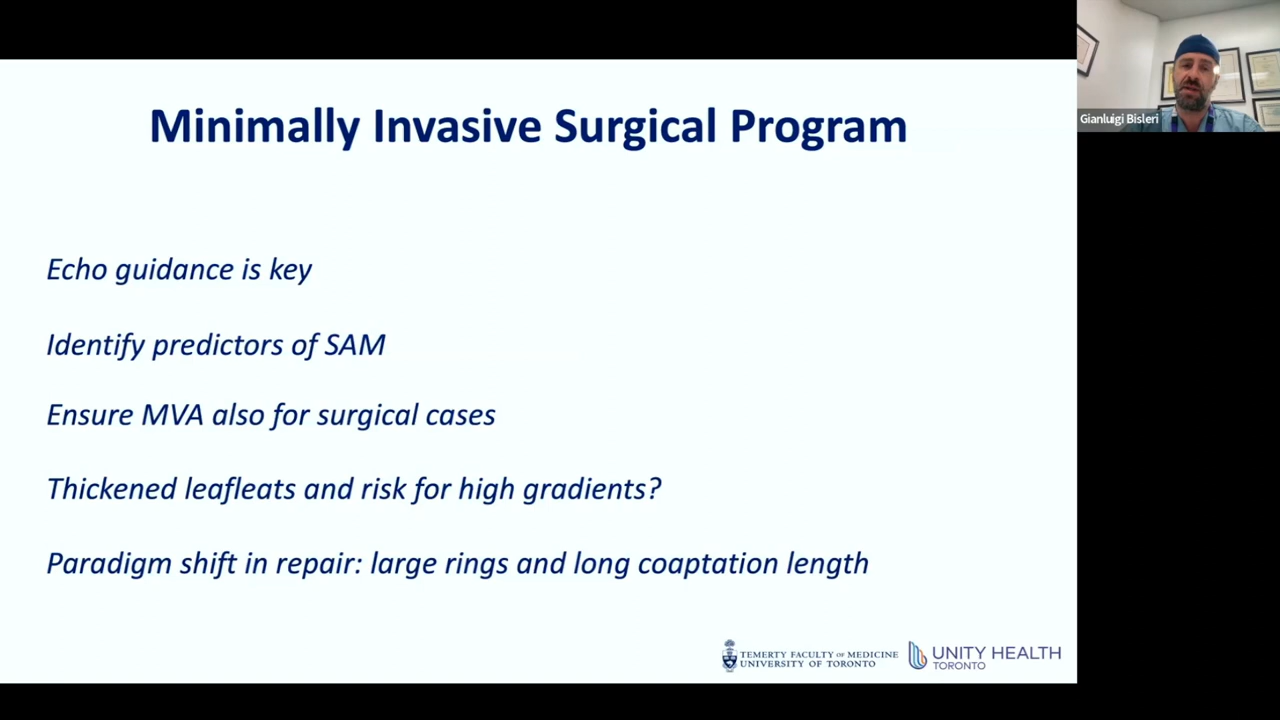 Minimally Invasive Surgical Program
Gianluigi Bisleri
Echo guidance is key
Identify predictors of SAM
Ensure MVA also for surgical cases
Thickened leafleats and risk for high gradients?
Paradigm shift in repair: large rings and long coaptation length
TEMERTY FACULTY OF MEDICINE
UNIVERSITY OF TORONTO
UNITY HEALTH
TORONTO